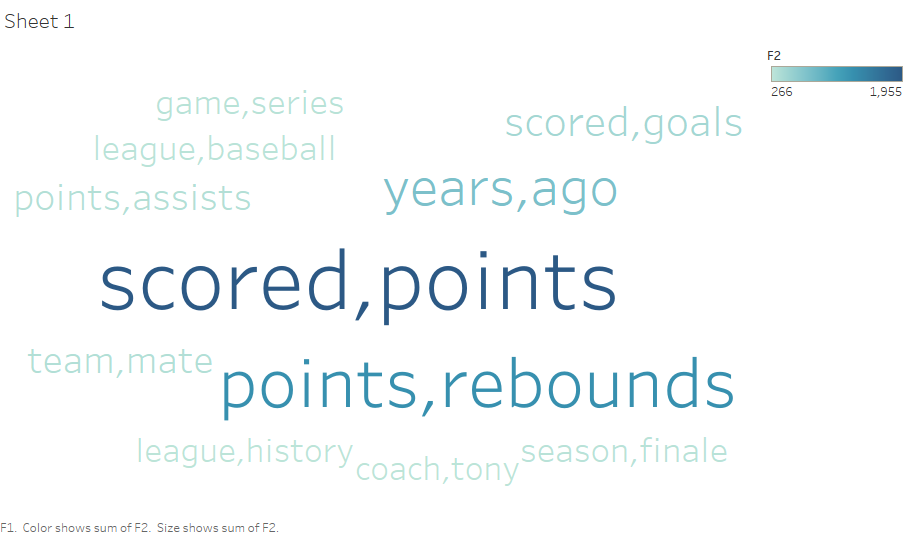 Sheet 1
F2
266 1,955
game,series
scored,goals
league,baseball
years,ago
points,assists
scored,points
team,mate
points,rebounds
league,history
coach,tony
season,finale
F1. Color shows sum of F2. Size shows sum of F2.